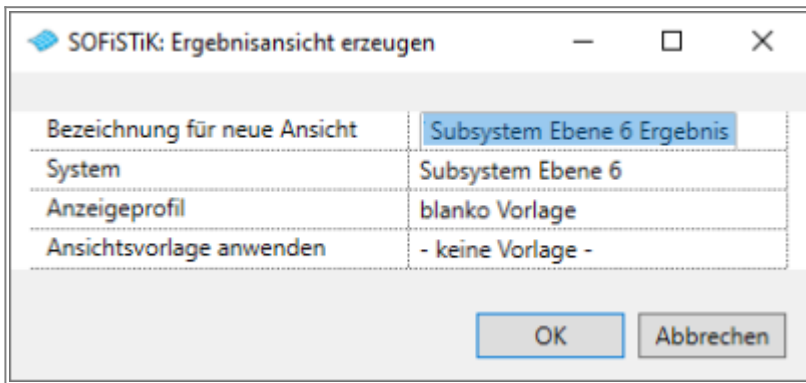 SOFiSTiK: Ergebnisansicht erzeugen
Bezeichnung für neue Ansicht Subsystem Ebene 6 Ergebnis
System Subsystem Ebene 6
Anzeigeprofil blanko Vorlage
Ansichtsvorlage anwenden - keine Vorlage -
OK Abbrechen